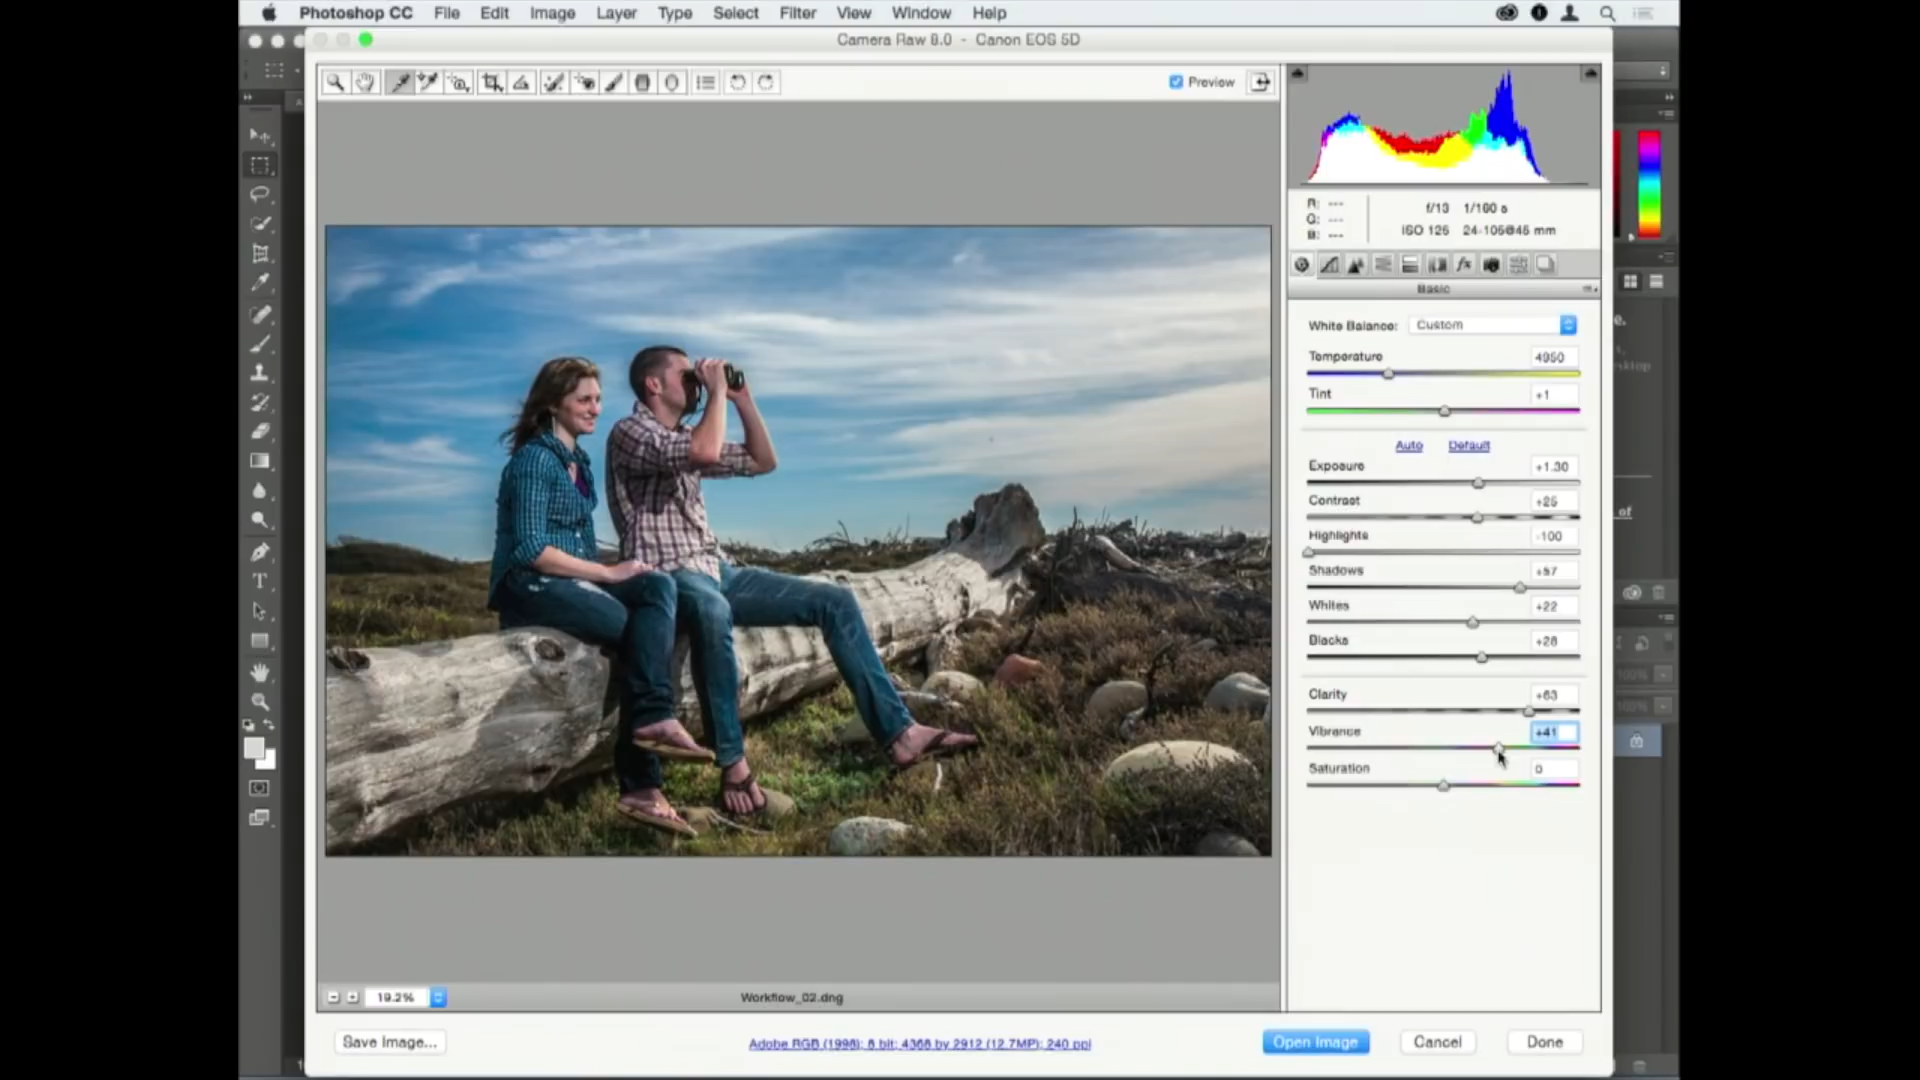 Photoshop CC File Edit Image Layer Type Select Filter View Window Help
Camera Raw 9.0 - Canon EOS 5D
Preview
R: ---
G: ---
B: ---
f/13 1/160 s
ISO 125 24-105@45 mm
Basic
White Balance: Custom
Temperature 4950
Tint +1
Auto Default
Exposure +1.30
Contrast +25
Highlights -100
Shadows +57
Whites +22
Blacks +28
Clarity +63
Vibrance +41
Saturation 0
of
100%
100%
19.2%
Workflow_02.dng
Save Image...
Adobe RGB (1998); 8 bit; 4368 by 2912 (12.7MP); 240 ppi
Open Image Cancel Done